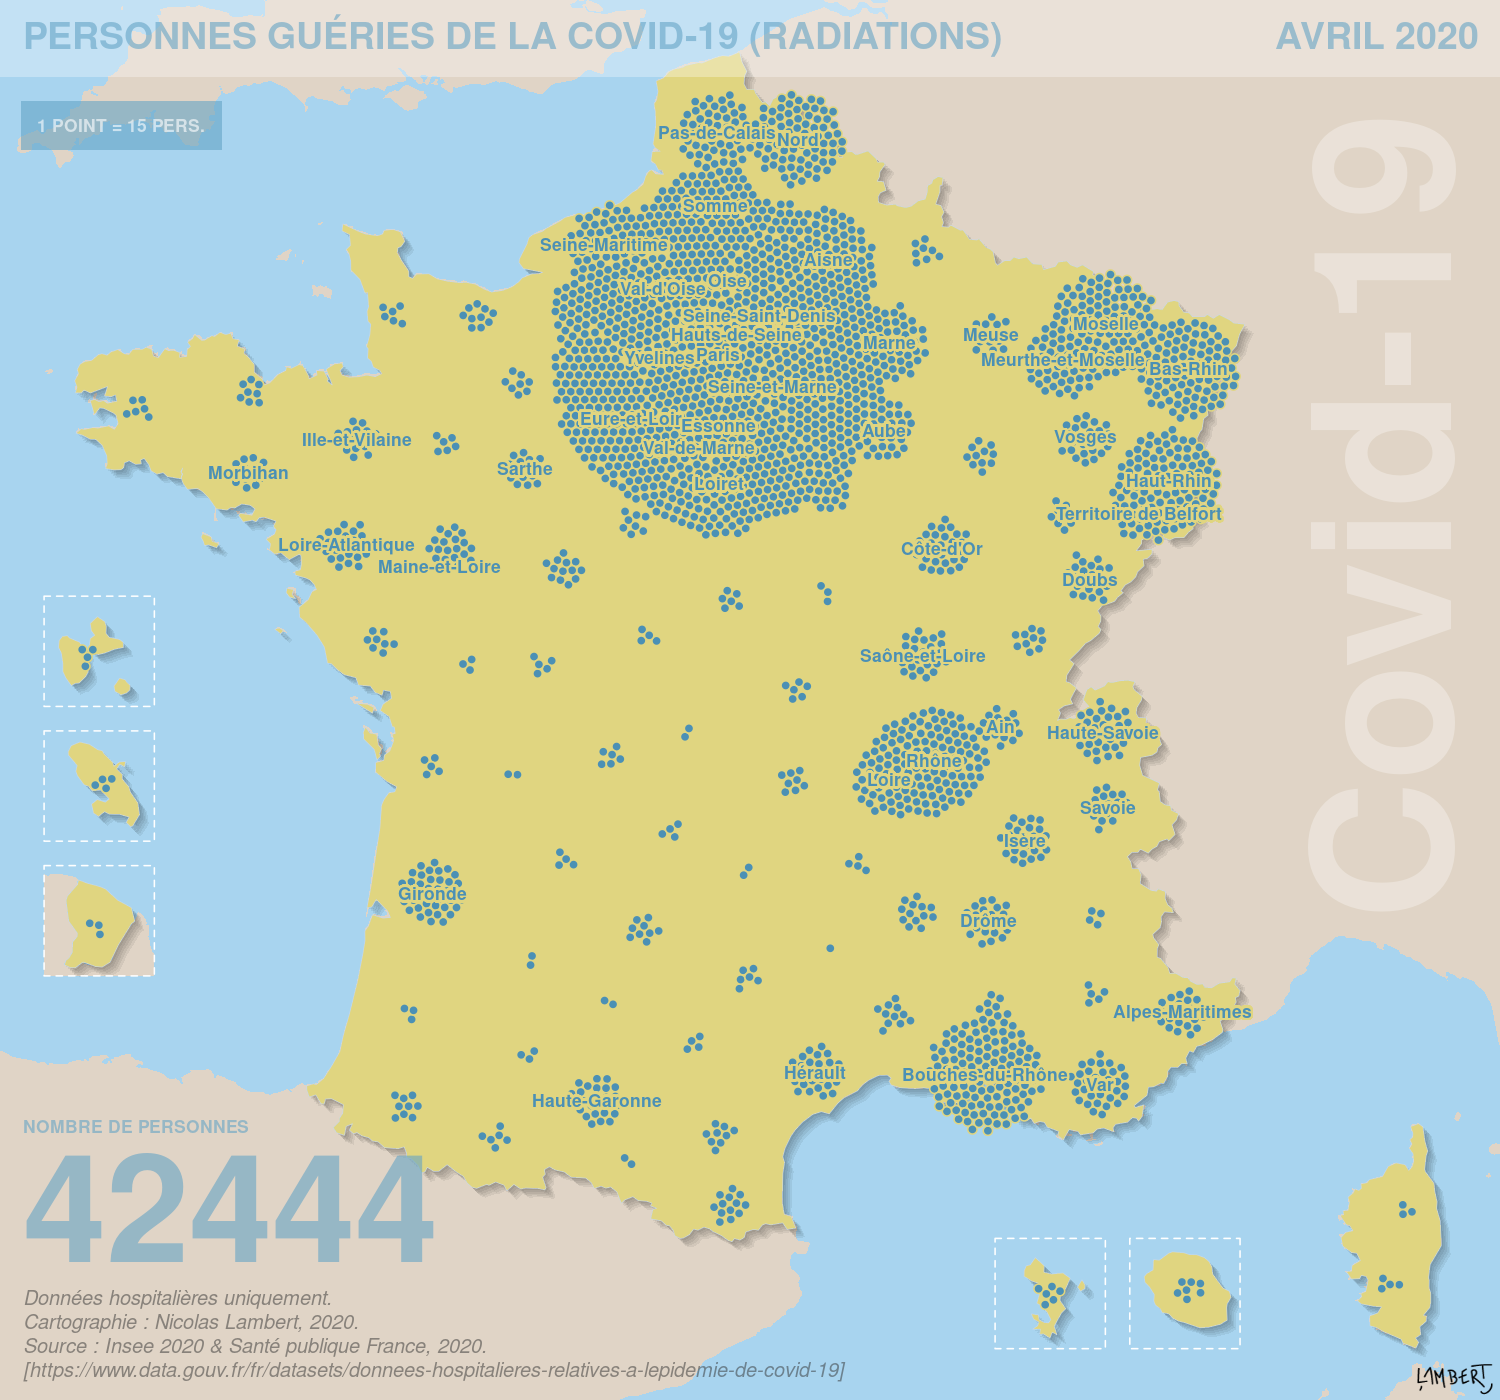 PERSONNES GUÉRIES DE LA COVID-19 (RADIATIONS)
AVRIL 2020
1 POINT = 15 PERS.
Covid-19
Pas-de-Calais
Nord
Somme
Seine-Maritime
Aisne
Oise
Val-d'Oise
Seine-Saint-Denis
Hauts-de-Seine
Marne
Meuse
Moselle
Yvelines
Paris
Meurthe-et-Moselle
Bas-Rhin
Seine-et-Marne
Eure-et-Loir
Essonne
Aube
Vosges
Ille-et-Vilaine
Val-de-Marne
Morbihan
Sarthe
Loiret
Haut-Rhin
Territoire de Belfort
Loire-Atlantique
Côte-d'Or
Maine-et-Loire
Doubs
Saône-et-Loire
Ain
Haute-Savoie
Rhône
Loire
Savoie
Isère
Gironde
Drôme
Alpes-Maritimes
Hérault
Bouches-du-Rhône
Var
Haute-Garonne
NOMBRE DE PERSONNES
42444
Données hospitalières uniquement.
Cartographie : Nicolas Lambert, 2020.
Source : Insee 2020 & Santé publique France, 2020.
[https://www.data.gouv.fr/fr/datasets/donnees-hospitalieres-relatives-a-lepidemie-de-covid-19]
LAMBERT